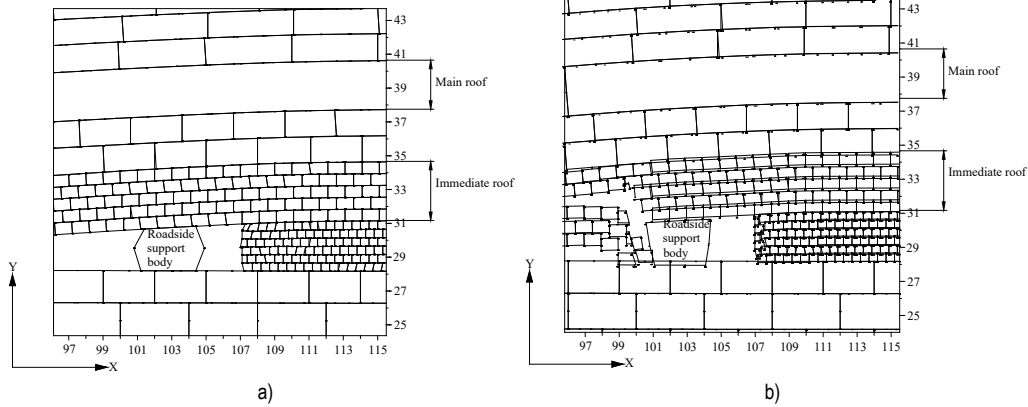 43
41
39
37
35
33
31
29
27
25
Main roof
Immediate roof
Roadside
support
body
Y
97 99 101 103 105 107 109 111 113 115
X
a)
43
41
39
37
35
33
31
29
27
25
Main roof
Immediate roof
Roadside
support
body
Y
97 99 101 103 105 107 109 111 113 115
X
b)